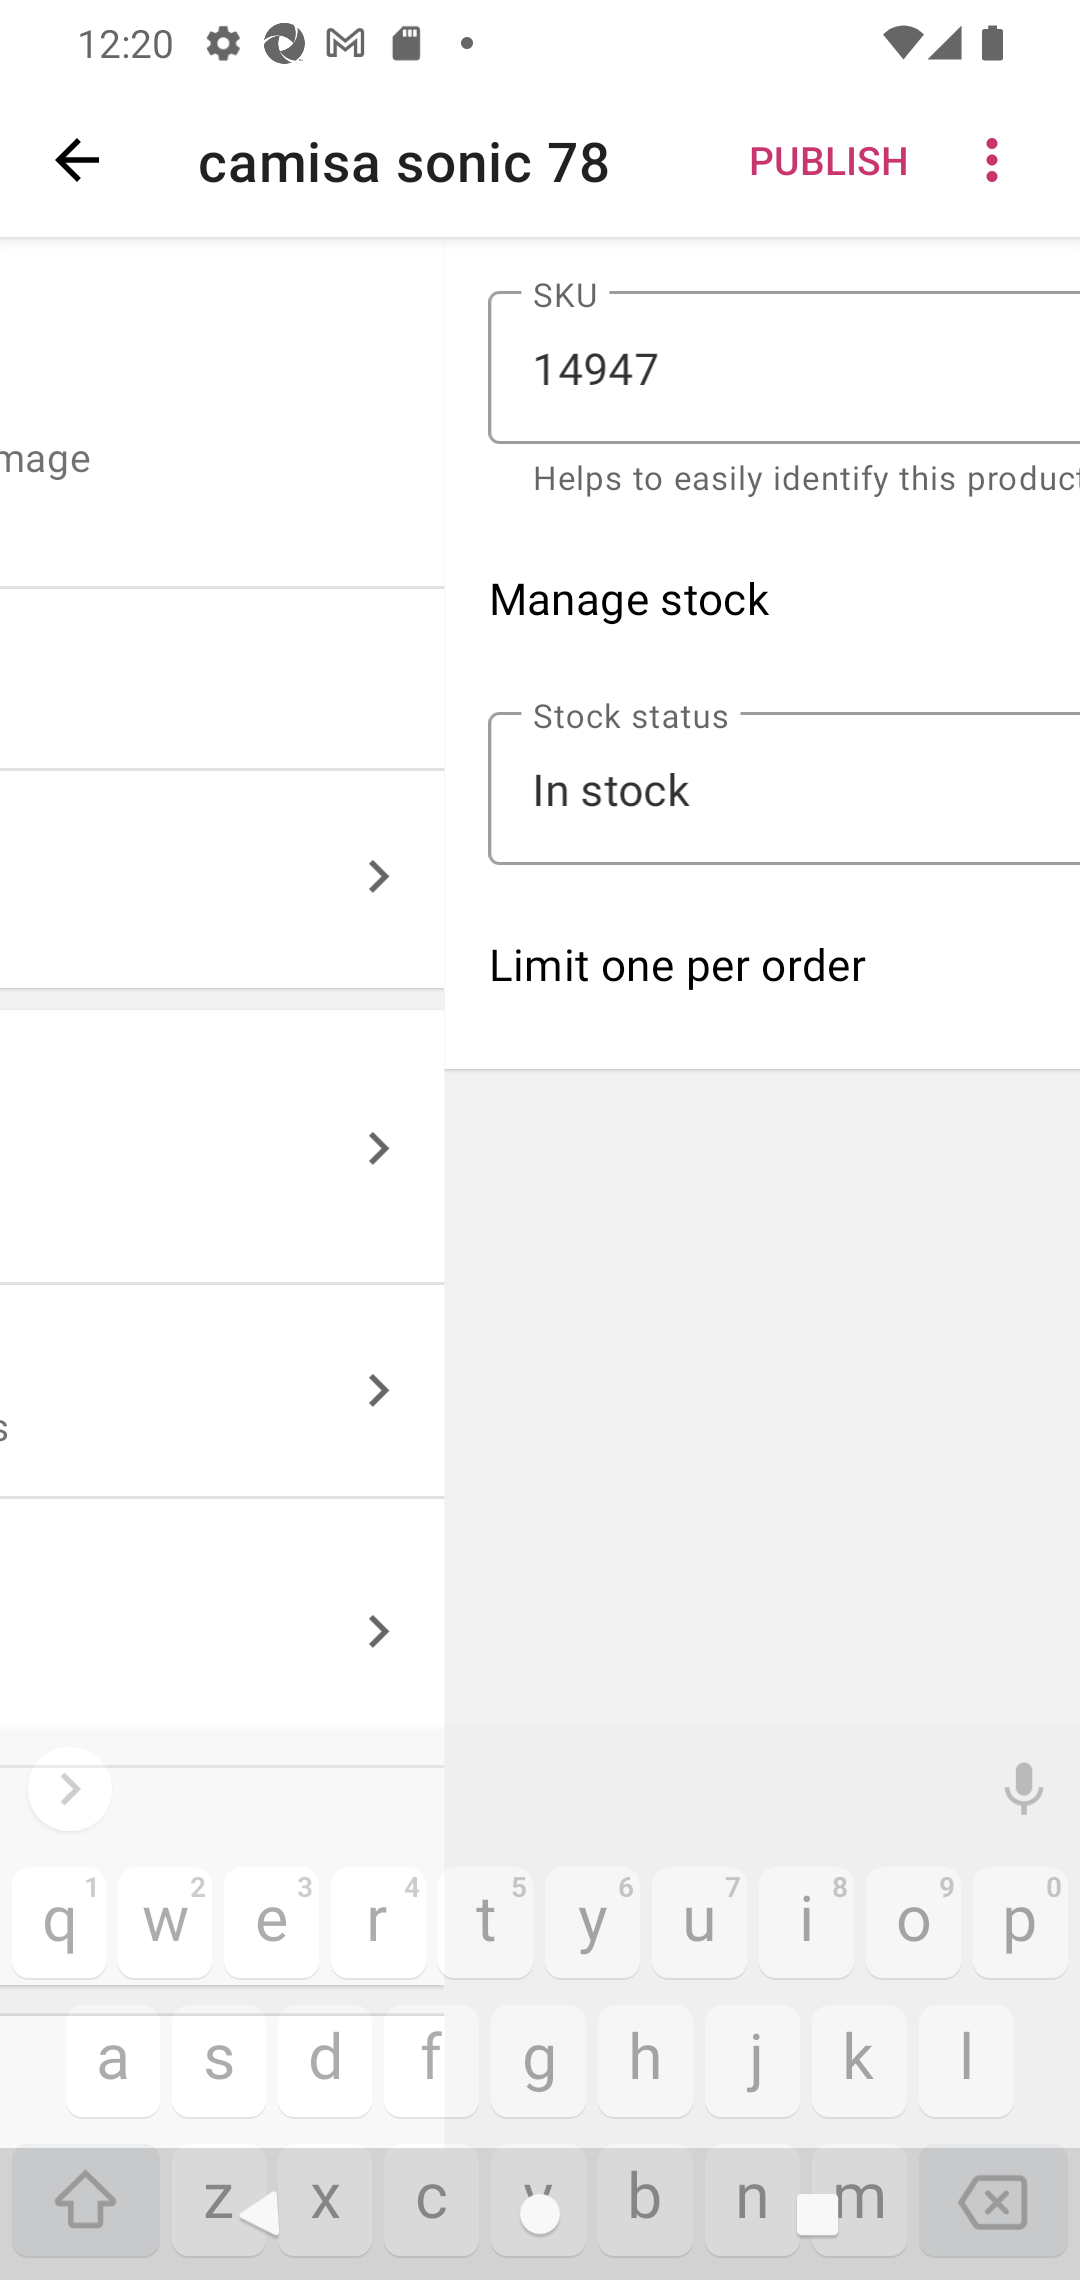 12:20
camisa sonic 78
PUBLISH
SKU
14947
mage
Helps to easily identify this product
Manage stock
Stock status
In stock
Limit one per order
s
q 1 w 2 e 3 r 4 t 5 y 6 u 7 i 8 o 9 p 0
a s d f g h j k l
z x c v b n m